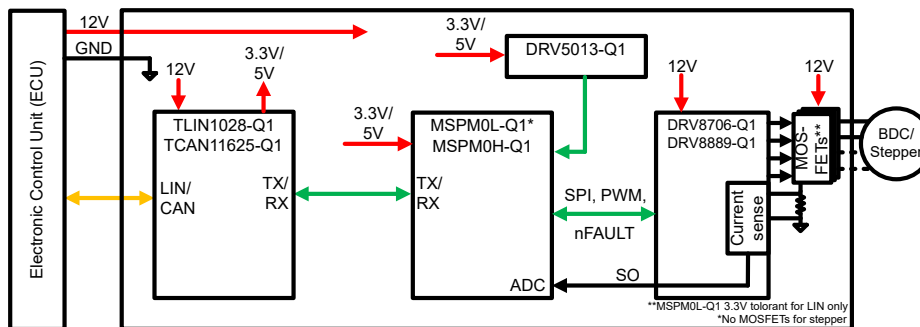 Electronic Control Unit (ECU)
12V
GND
12V
3.3V/
5V
TLIN1028-Q1
TCAN11625-Q1
LIN/
CAN
TX/
RX
3.3V/
5V
3.3V/
5V
DRV5013-Q1
MSPM0L-Q1*
MSPM0H-Q1
TX/
RX
ADC
SPI, PWM,
nFAULT
SO
12V
DRV8706-Q1
DRV8889-Q1
Current
sense
12V
MOS-
FETs**
BDC/
Stepper
**MSPM0L-Q1 3.3V tolorant for LIN only
*No MOSFETs for stepper